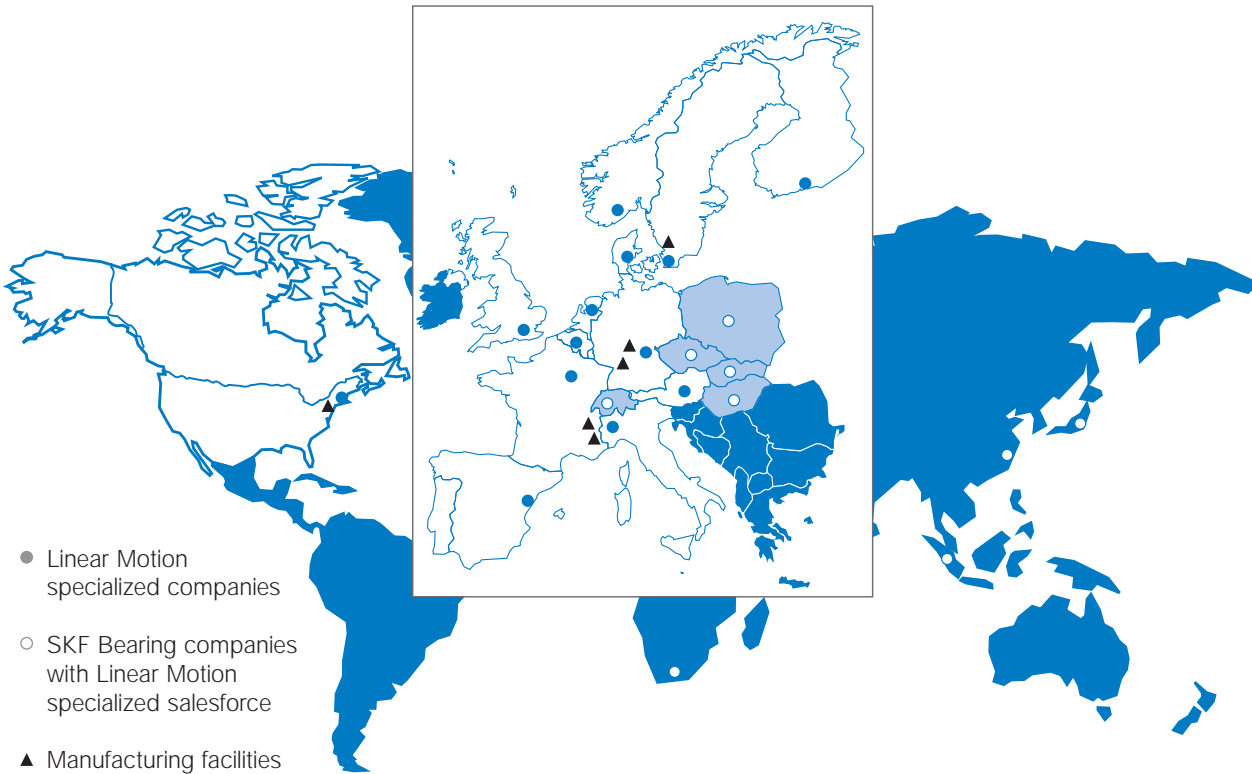 Linear Motion
specialized companies
SKF Bearing companies
with Linear Motion
specialized salesforce
Manufacturing facilities